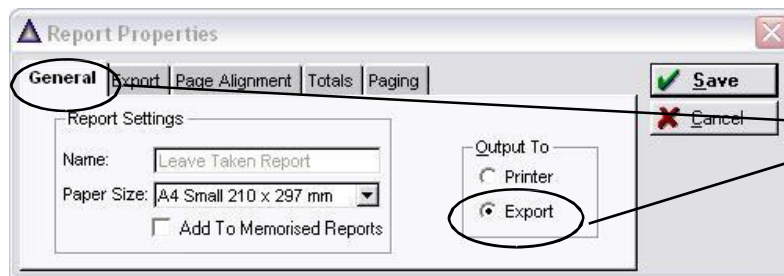 Report Properties
General Export Page Alignment Totals Paging
Save
Cancel
Report Settings
Name: Leave Taken Report
Paper Size: A4 Small 210 x 297 mm
Add To Memorised Reports
Output To
Printer
Export